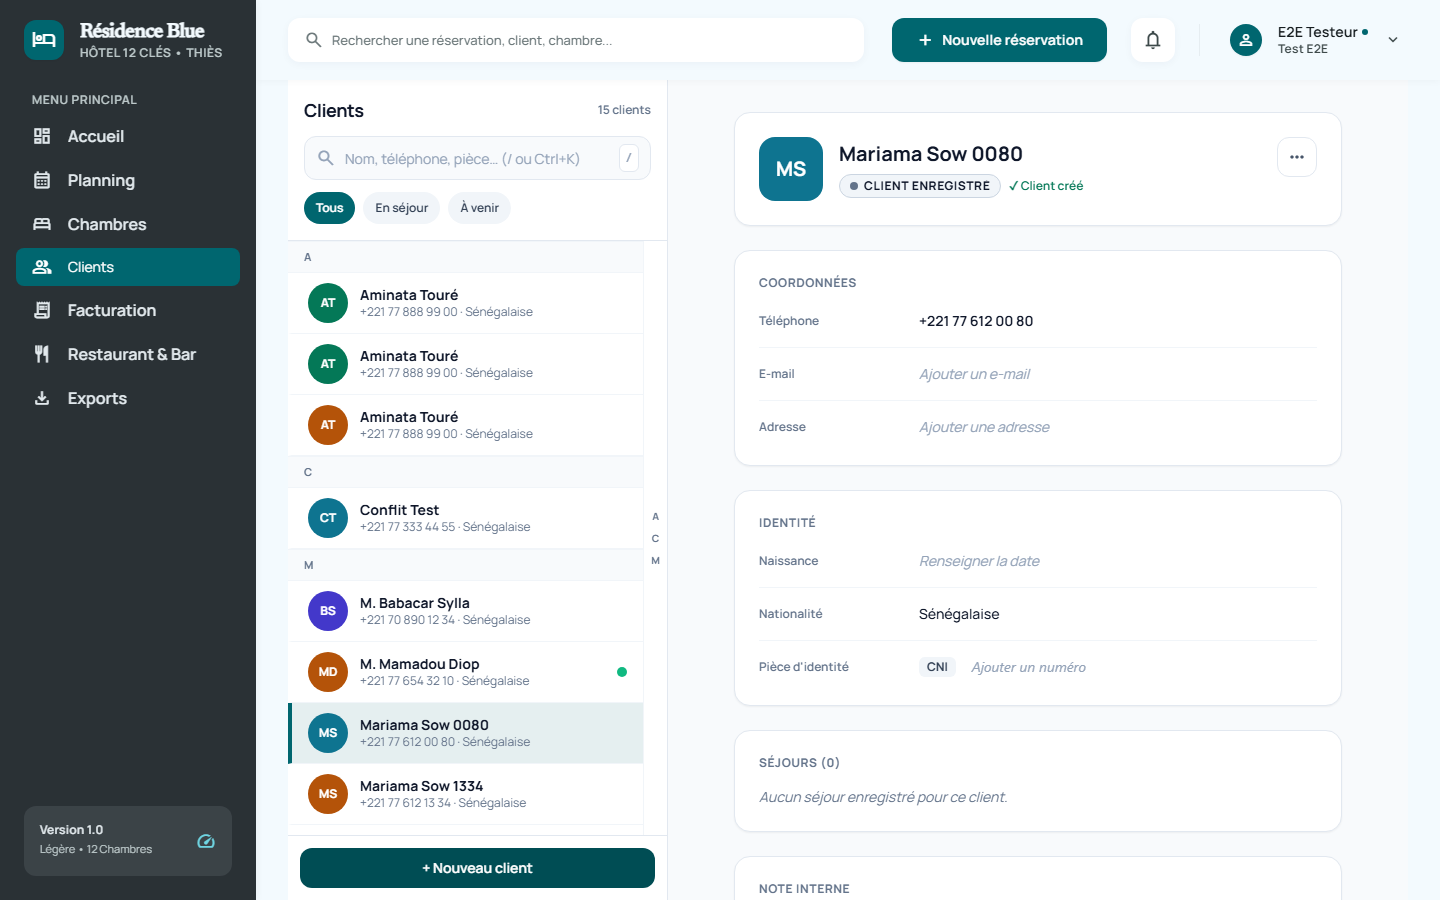 Résidence Blue
HÔTEL 12 CLÉS • THIÈS
MENU PRINCIPAL
Accueil
Planning
Chambres
Clients
Facturation
Restaurant & Bar
Exports
Version 1.0
Légère • 12 Chambres
Rechercher une réservation, client, chambre...
+ Nouvelle réservation
E2E Testeur
Test E2E
Clients
15 clients
Nom, téléphone, pièce... (/ ou Ctrl+K)
/
Tous
En séjour
À venir
A
AT
Aminata Touré
+221 77 888 99 00 · Sénégalaise
AT
Aminata Touré
+221 77 888 99 00 · Sénégalaise
AT
Aminata Touré
+221 77 888 99 00 · Sénégalaise
C
CT
Conflit Test
+221 77 333 44 55 · Sénégalaise
M
BS
M. Babacar Sylla
+221 70 890 12 34 · Sénégalaise
MD
M. Mamadou Diop
+221 77 654 32 10 · Sénégalaise
MS
Mariama Sow 0080
+221 77 612 00 80 · Sénégalaise
MS
Mariama Sow 1334
+221 77 612 13 34 · Sénégalaise
A
C
M
+ Nouveau client
MS
Mariama Sow 0080
CLIENT ENREGISTRÉ
✓ Client créé
COORDONNÉES
Téléphone
+221 77 612 00 80
E-mail
Ajouter un e-mail
Adresse
Ajouter une adresse
IDENTITÉ
Naissance
Renseigner la date
Nationalité
Sénégalaise
Pièce d'identité
CNI
Ajouter un numéro
SÉJOURS (0)
Aucun séjour enregistré pour ce client.
NOTE INTERNE